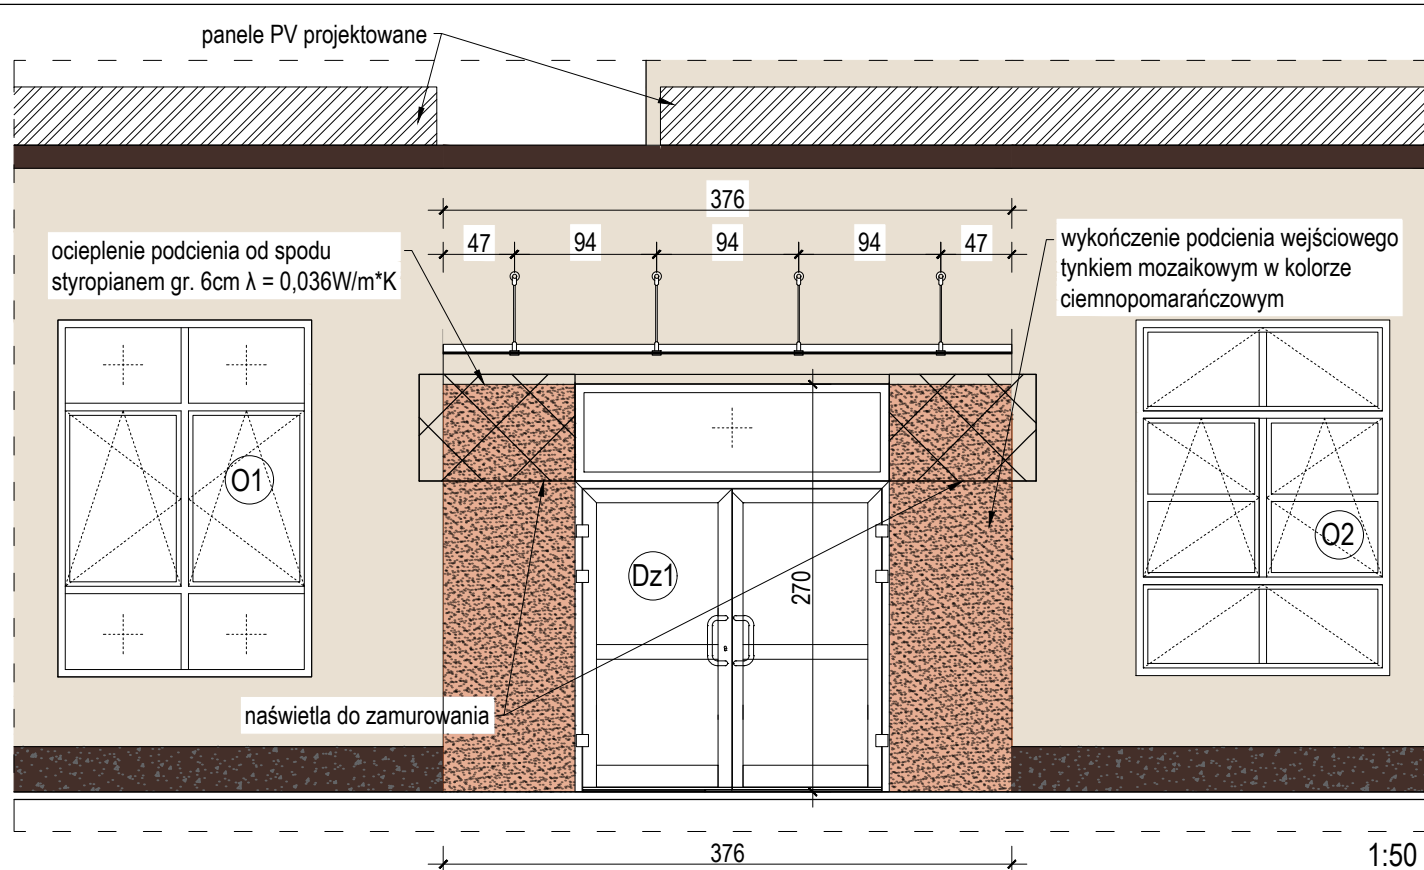 panele PV projektowane
376
47 94 94 94 47
ocieplenie podcienia od spodu
styropianem gr. 6cm λ = 0,036W/m*K
wykończenie podcienia wejściowego
tynkiem mozaikowym w kolorze
ciemnopomarańczowym
O1
O2
Dz1
270
naświetla do zamurowania
376
1:50